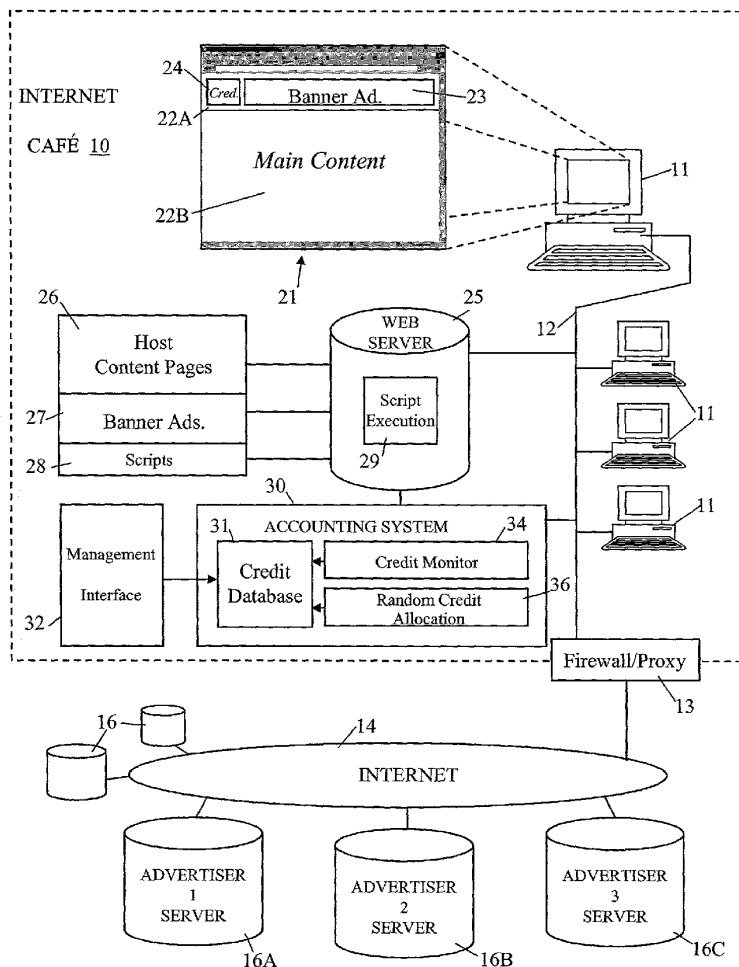 24
Cred.
Banner Ad.
23
INTERNET
CAFÉ 10
22A
Main Content
11
22B
21
26
25
12
WEB
SERVER
Host
Content Pages
Script
Execution
29
27
Banner Ads.
28
Scripts
11
30
11
31
ACCOUNTING SYSTEM
34
Management
Interface
Credit
Database
Credit Monitor
Random Credit
Allocation
36
32
Firewall/Proxy
13
16
14
INTERNET
ADVERTISER
1
SERVER
ADVERTISER
2
SERVER
ADVERTISER
3
SERVER
16A
16B
16C